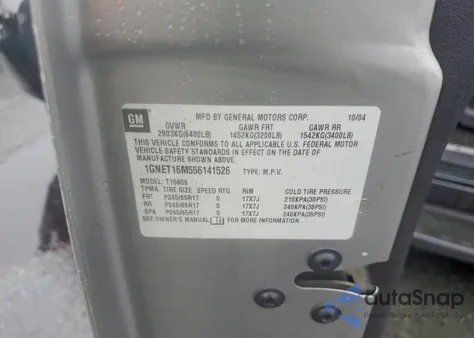 GM
MFD BY GENERAL MOTORS CORP. 10/04
GVWR GAWR FRT GAWR RR
2903KG(6400LB) 1452KG(3200LB) 1542KG(3400LB)
THIS VEHICLE CONFORMS TO ALL APPLICABLE U.S. FEDERAL MOTOR
VEHICLE SAFETY STANDARDS IN EFFECT ON THE DATE OF
MANUFACTURE SHOWN ABOVE.
1GNET16M556141526 TYPE: M.P.V.
MODEL: T15806
TPMA TIRE SIZE SPEED RTG RIM COLD TIRE PRESSURE
FRT P245/65R17 S 17X7J 210KPA(30PSI)
RR P245/65R17 S 17X7J 240KPA(35PSI)
SPA P245/65R17 S 17X7J 240KPA(35PSI)
SEE OWNER'S MANUAL FOR MORE INFORMATION.
autoSnap